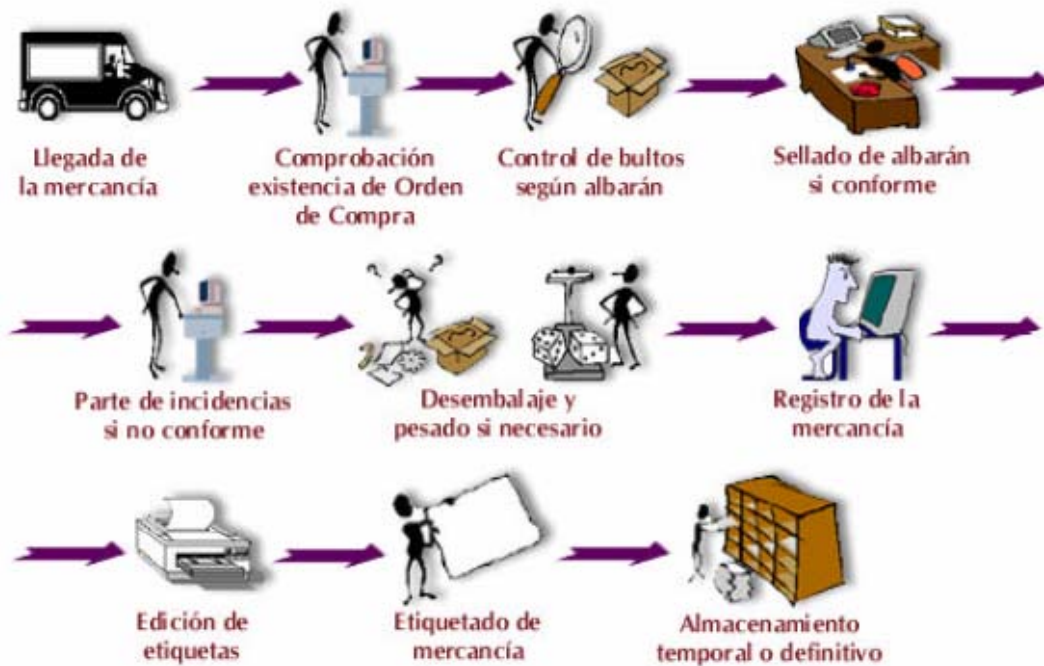 Llegada de
la mercancía
Comprobación
existencia de Orden
de Compra
Control de bultos
según albarán
Sellado de albarán
si conforme
Parte de incidencias
si no conforme
Desembalaje y
pesado si necesario
Registro de la
mercancía
Edición de
etiquetas
Etiquetado de
mercancía
Almacenamiento
temporal o definitivo